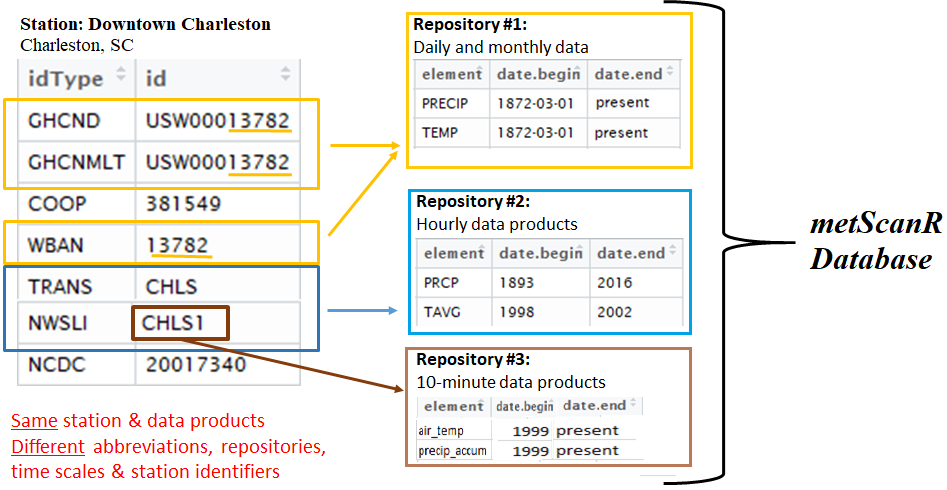 Station: Downtown Charleston
Charleston, SC
idType id
GHCND USW00013782
GHCNMLT USW00013782
COOP 381549
WBAN 13782
TRANS CHLS
NWSLI CHLS1
NCDC 20017340
Same station & data products
Different abbreviations, repositories,
time scales & station identifiers
Repository #1:
Daily and monthly data
element date.begin date.end
PRECIP 1872-03-01 present
TEMP 1872-03-01 present
Repository #2:
Hourly data products
element date.begin date.end
PRCP 1893 2016
TAVG 1998 2002
Repository #3:
10-minute data products
element date.begin date.end
air_temp 1999 present
precip_accum 1999 present
metScanR
Database